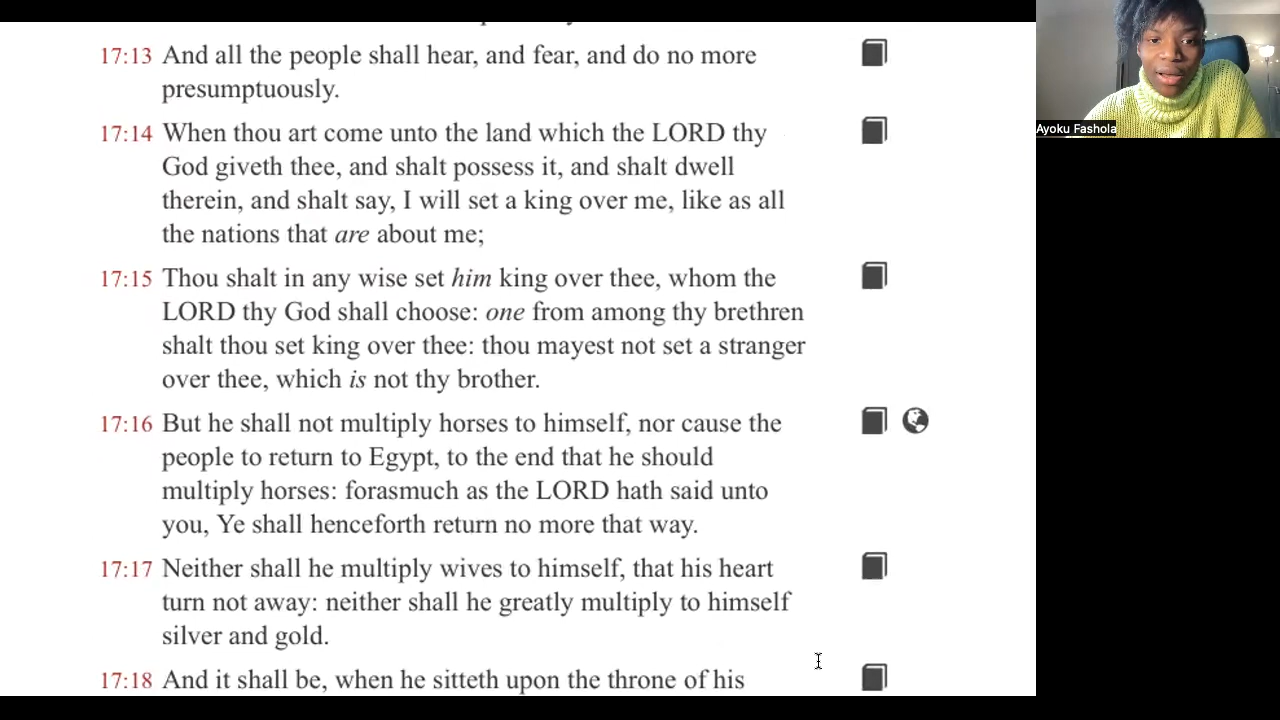 17:13 And all the people shall hear, and fear, and do no more
presumptuously.
17:14 When thou art come unto the land which the LORD thy
God giveth thee, and shalt possess it, and shalt dwell
therein, and shalt say, I will set a king over me, like as all
the nations that are about me;
17:15 Thou shalt in any wise set him king over thee, whom the
LORD thy God shall choose: one from among thy brethren
shalt thou set king over thee: thou mayest not set a stranger
over thee, which is not thy brother.
17:16 But he shall not multiply horses to himself, nor cause the
people to return to Egypt, to the end that he should
multiply horses: forasmuch as the LORD hath said unto
you, Ye shall henceforth return no more that way.
17:17 Neither shall he multiply wives to himself, that his heart
turn not away: neither shall he greatly multiply to himself
silver and gold.
17:18 And it shall be, when he sitteth upon the throne of his
Ayoku Fashola